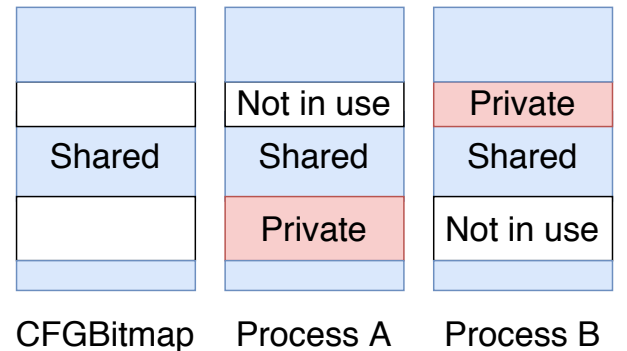 Not in use Private
Shared Shared Shared
Private Not in use
CFGBitmap Process A Process B